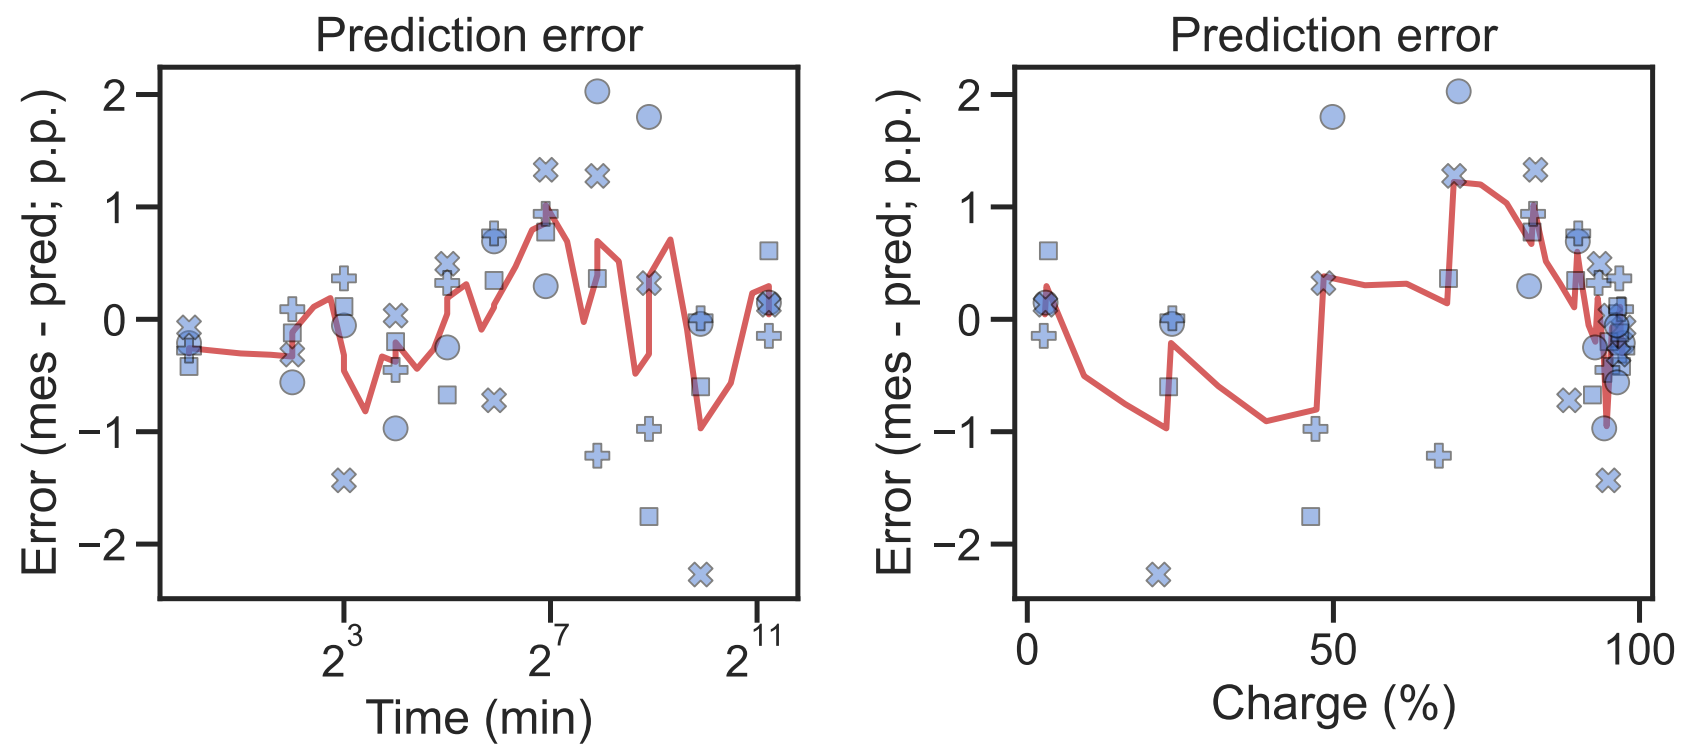 Prediction error
Error (mes - pred; p.p.)
2
1
0
−1
−2
2^3
2^7
2^11
Time (min)
Prediction error
Error (mes - pred; p.p.)
2
1
0
−1
−2
0
50
100
Charge (%)